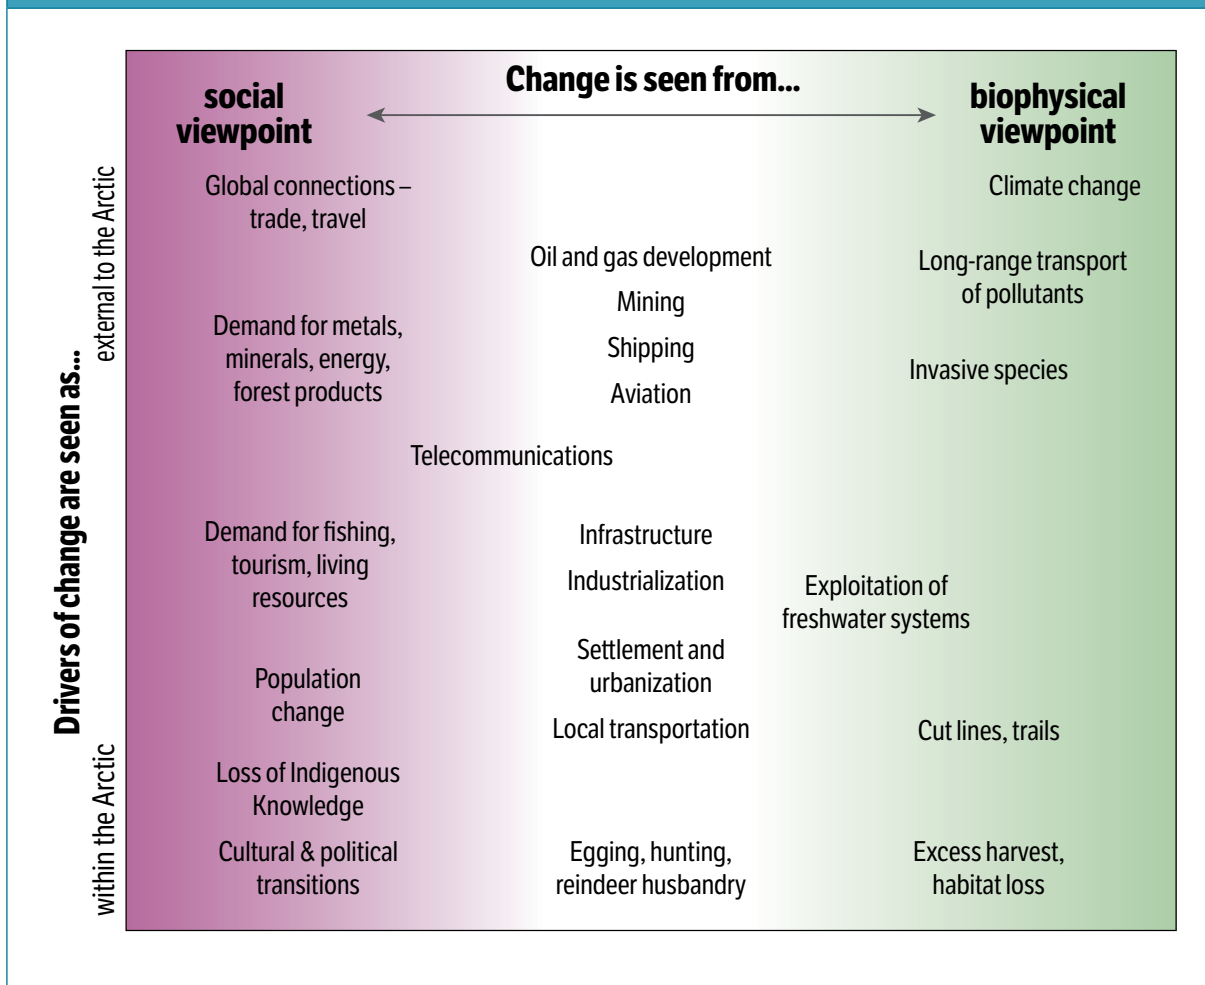 Change is seen from...
social
viewpoint
biophysical
viewpoint
Drivers of change are seen as...
external to the Arctic
within the Arctic
Global connections –
trade, travel
Climate change
Oil and gas development
Long-range transport
of pollutants
Mining
Demand for metals,
minerals, energy,
forest products
Shipping
Invasive species
Aviation
Telecommunications
Demand for fishing,
tourism, living
resources
Infrastructure
Industrialization
Exploitation of
freshwater systems
Settlement and
urbanization
Population
change
Local transportation
Cut lines, trails
Loss of Indigenous
Knowledge
Cultural & political
transitions
Egging, hunting,
reindeer husbandry
Excess harvest,
habitat loss